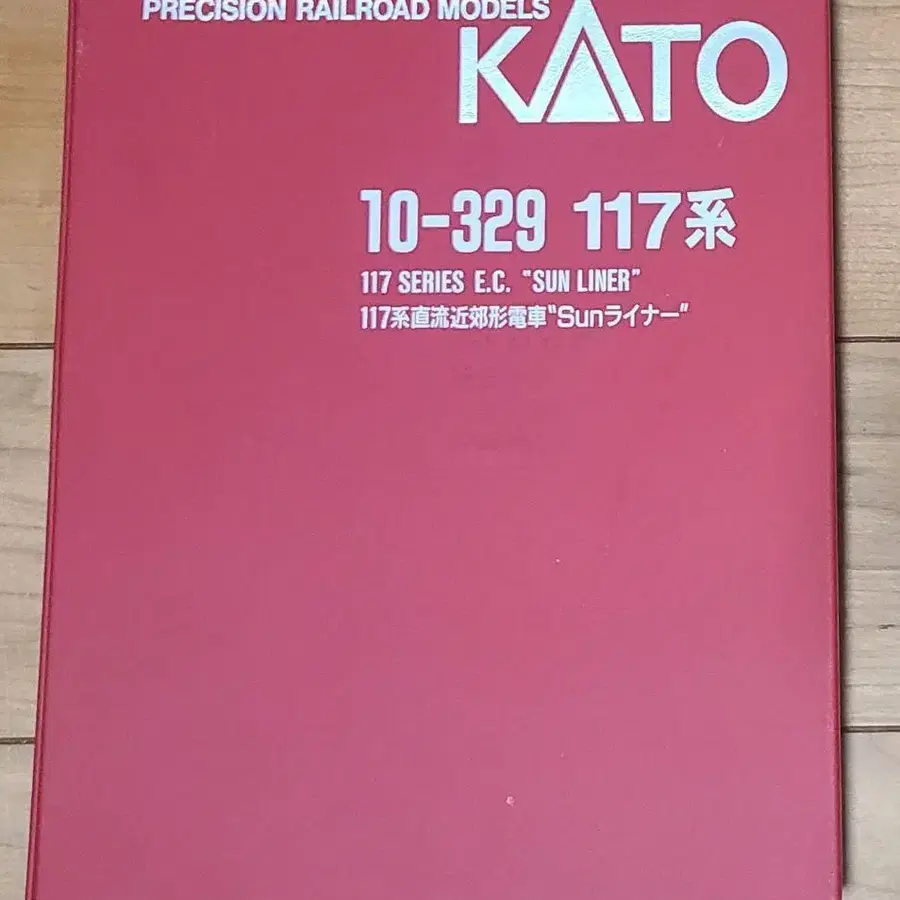 PRECISION RAILROAD MODELS
KATO
10-329 117系
117 SERIES E.C. "SUN LINER"
117系直流近郊形電車"Sunライナー"